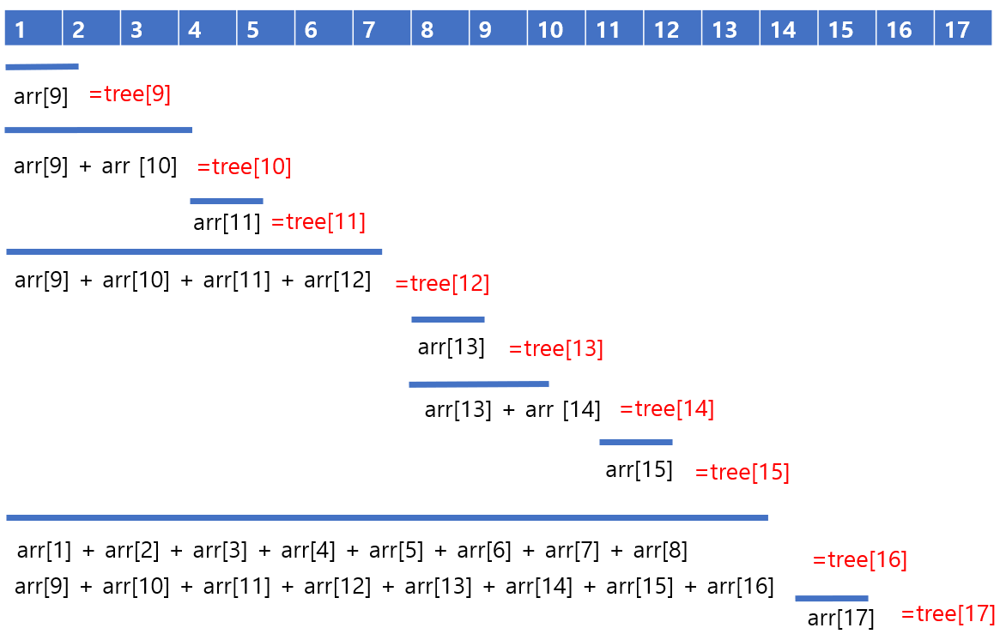 1 2 3 4 5 6 7 8 9 10 11 12 13 14 15 16 17
arr[9] =tree[9]
arr[9] + arr [10] =tree[10]
arr[11] =tree[11]
arr[9] + arr[10] + arr[11] + arr[12] =tree[12]
arr[13] =tree[13]
arr[13] + arr [14] =tree[14]
arr[15] =tree[15]
arr[1] + arr[2] + arr[3] + arr[4] + arr[5] + arr[6] + arr[7] + arr[8]
=tree[16]
arr[9] + arr[10] + arr[11] + arr[12] + arr[13] + arr[14] + arr[15] + arr[16]
arr[17] =tree[17]